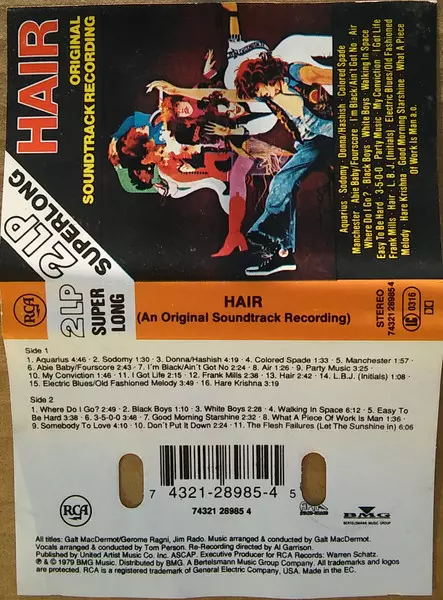 HAIR
ORIGINAL
SOUNDTRACK RECORDING
2LP
SUPERLONG
Aquarius · Sodomy · Donna/Hashish · Colored Spade
Manchester · Abie Baby/Fourscore · I'm Black/Ain't Got No · Air
Where Do I Go? · Black Boys · White Boys · Walking In Space
Easy To Be Hard · 3-5-0-0 · Party Music · My Conviction · I Got Life
Frank Mills · Hair · L.B.J. (Initials) · Electric Blues/Old Fashioned
Melody · Hare Krishna · Good Morning Starshine · What A Piece
Of Work Is Man a.o.
RCA
2LP
SUPER
LONG
HAIR
(An Original Soundtrack Recording)
STEREO
74321289854
0316
Side 1
1. Aquarius 4:46 · 2. Sodomy 1:30 · 3. Donna/Hashish 4:19 · 4. Colored Spade 1:33 · 5. Manchester 1:57 ·
6. Abie Baby/Fourscore 2:43 · 7. I'm Black/Ain't Got No 2:24 · 8. Air 1:26 · 9. Party Music 3:25 ·
10. My Conviction 1:46 · 11. I Got Life 2:15 · 12. Frank Mills 2:38 · 13. Hair 2:42 · 14. L.B.J. (Initials) 1:08 ·
15. Electric Blues/Old Fashioned Melody 3:49 · 16. Hare Krishna 3:19
Side 2
1. Where Do I Go? 2:49 · 2. Black Boys 1:10 · 3. White Boys 2:28 · 4. Walking In Space 6:12 · 5. Easy To
Be Hard 3:38 · 6. 3-5-0-0 3:48 · 7. Good Morning Starshine 2:32 · 8. What A Piece Of Work Is Man 1:36 ·
9. Somebody To Love 4:10 · 10. Don't Put It Down 2:24 · 11. The Flesh Failures (Let The Sunshine in) 6:06
7 4321-28985-4 5
74321 28985 4
RCA
BMG
BERTELSMANN MUSIC GROUP
All titles: Galt MacDermot/Gerome Ragni, Jim Rado. Music arranged & conducted by Galt MacDermot.
Vocals arranged & conducted by Tom Pierson. Re-Recording directed by Al Garrison.
Published by United Artist Music Co. Inc. ASCAP. Executive Coordinator for RCA Records: Warren Schatz.
℗ & © 1979 BMG Music. Distributed by BMG. A Bertelsmann Music Group Company. All trademarks and logos
are protected. RCA is a registered trademark of General Electric Company, USA. Made in the EC.